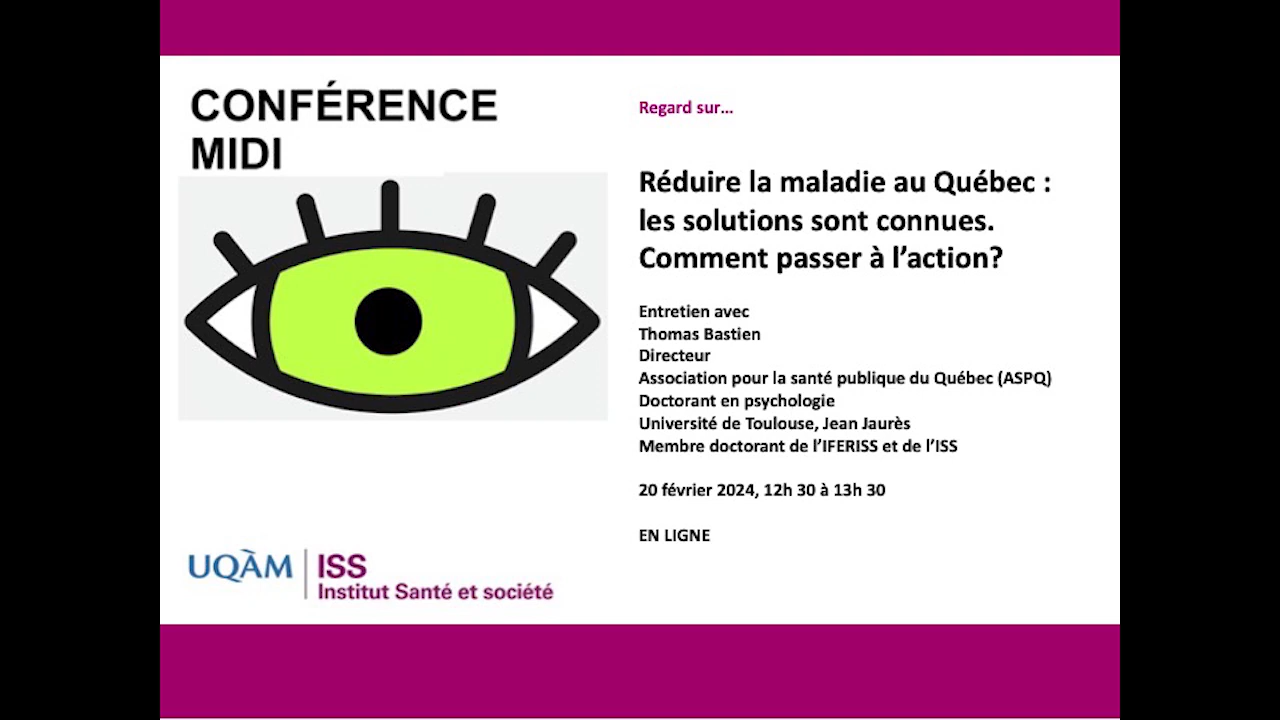 CONFÉRENCE
MIDI
Regard sur...
Réduire la maladie au Québec :
les solutions sont connues.
Comment passer à l’action?
Entretien avec
Thomas Bastien
Directeur
Association pour la santé publique du Québec (ASPQ)
Doctorant en psychologie
Université de Toulouse, Jean Jaurès
Membre doctorant de l’IFERISS et de l’ISS
20 février 2024, 12h 30 à 13h 30
EN LIGNE
UQÀM
ISS
Institut Santé et société